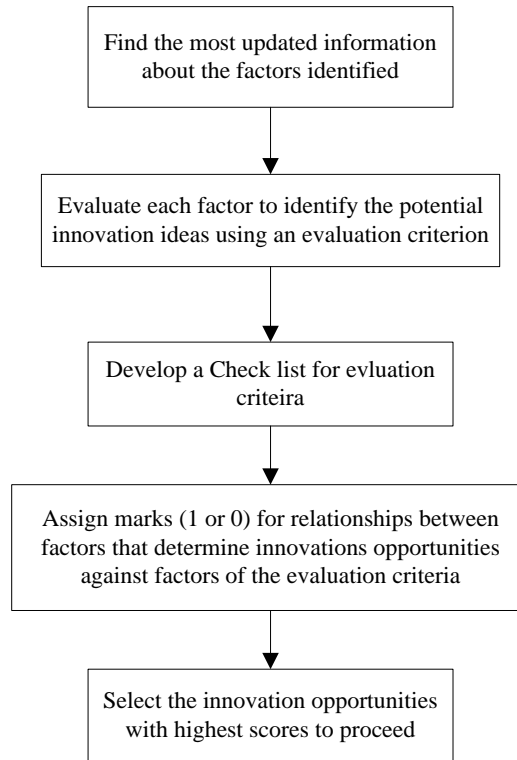 Find the most updated information
about the factors identified
Evaluate each factor to identify the potential
innovation ideas using an evaluation criterion
Develop a Check list for evluation
criteira
Assign marks (1 or 0) for relationships between
factors that determine innovations opportunities
against factors of the evaluation criteria
Select the innovation opportunities
with highest scores to proceed